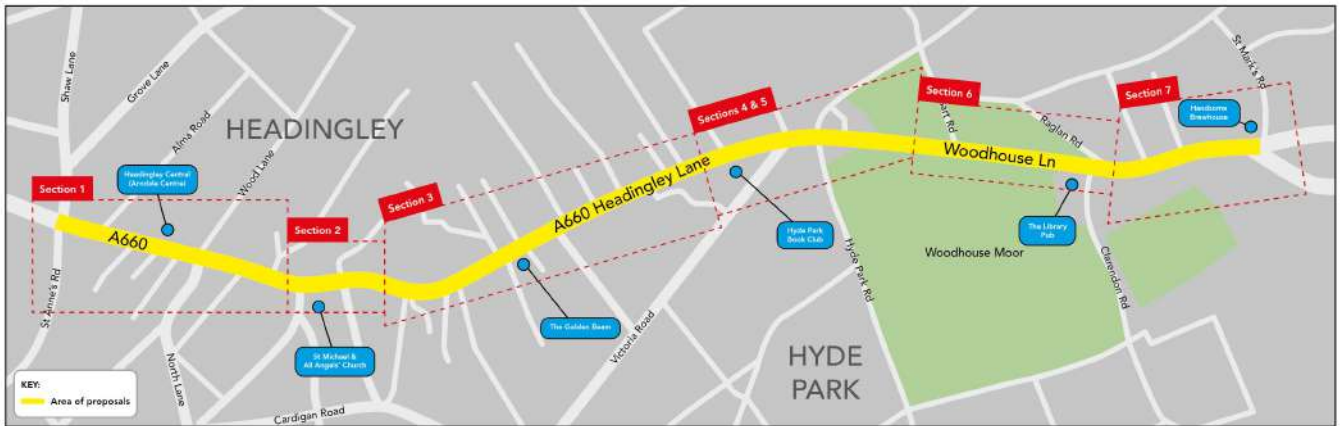 Shaw Lane
Grove Lane
Alma Road
HEADINGLEY
Wood Lane
Section 1
Headingley Central
(Arndale Centre)
A660
St Anne's Rd
Section 2
Section 3
St Michael &
All Angels' Church
North Lane
Cardigan Road
The Golden Beam
A660 Headingley Lane
Sections 4 & 5
Hyde Park
Book Club
Victoria Road
HYDE
PARK
Hyde Park Rd
Section 6
Raglan Rd
Woodhouse Ln
The Library
Pub
Woodhouse Moor
Clarendon Rd
Section 7
St Mark's Rd
Brewhouse
KEY:
Area of proposals